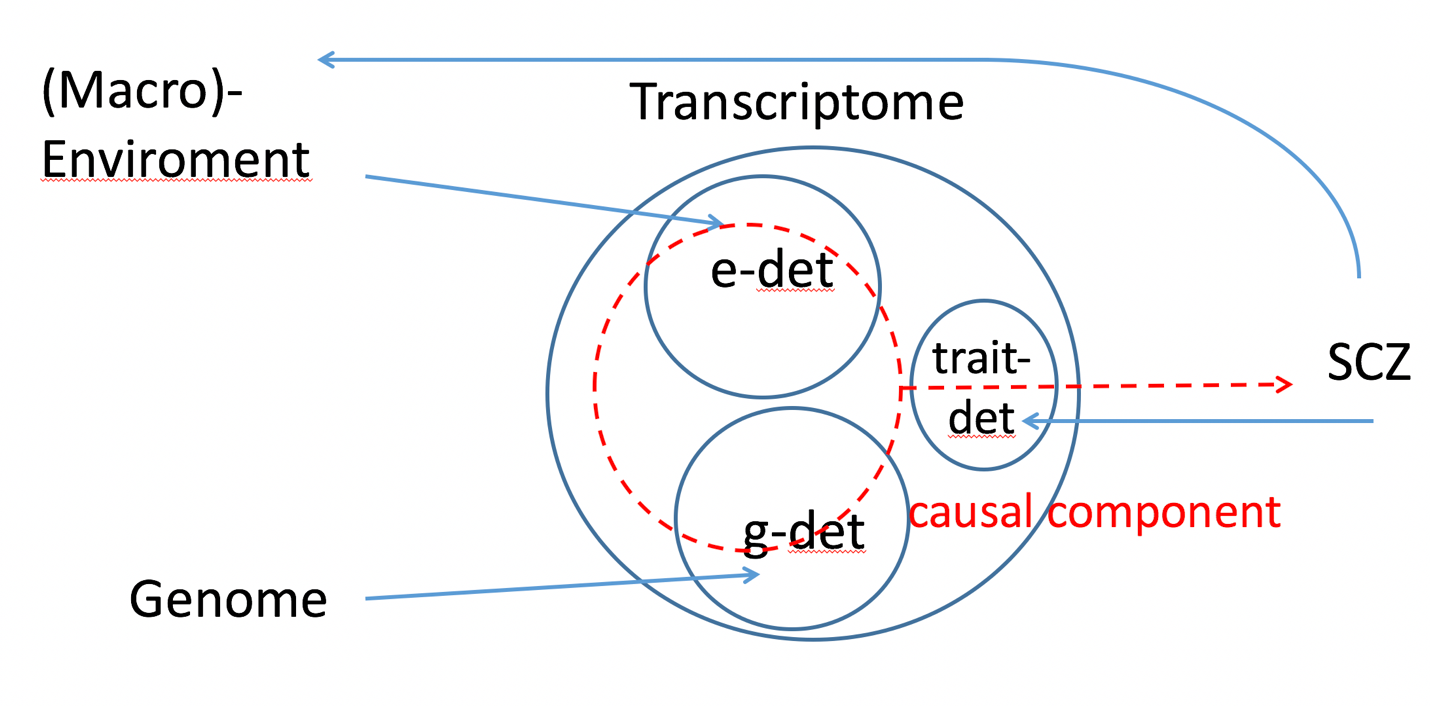 (Macro)-
Enviroment
Transcriptome
e-det
trait-
det
SCZ
g-det
causal component
Genome